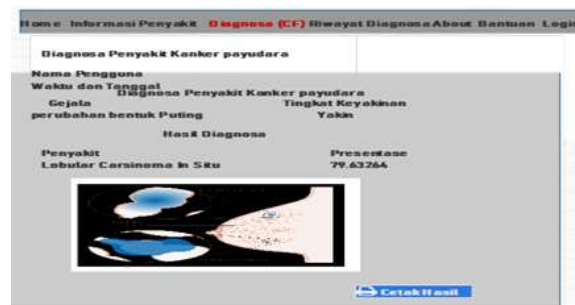 Home Informasi Penyakit Diagnosa (CF) Riwayat Diagnosa About Bantuan Login
Diagnosa Penyakit Kanker payudara
Nama Pengguna
Waktu dan Tanggal
Diagnosa Penyakit Kanker payudara
Gejala Tingkat Keyakinan
perubahan bentuk Puting Yakin
Hasil Diagnosa
Penyakit Presentase
Lobular Carsinoma In Situ 79.63264
Cetak Hasil